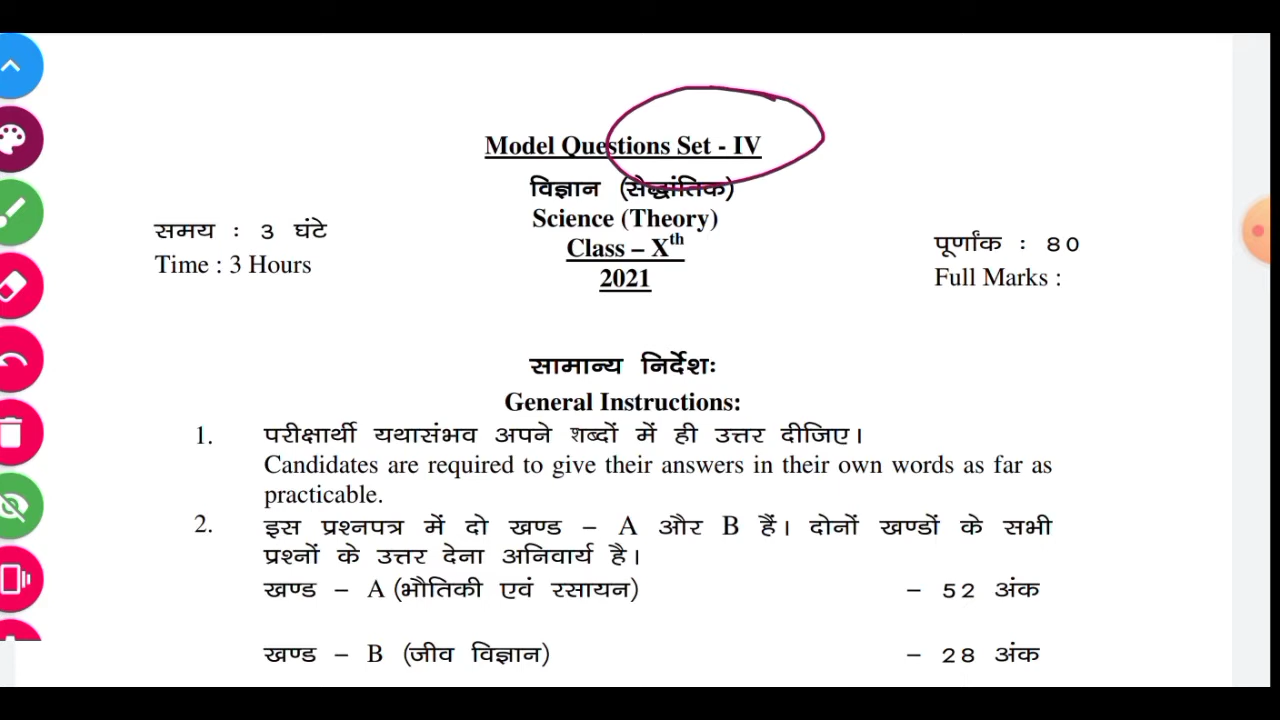 Model Questions Set - IV
विज्ञान (सैद्धांतिक)
Science (Theory)
Class – Xth
2021
समय : 3 घंटे
Time : 3 Hours
पूर्णांक : 80
Full Marks :
सामान्य निर्देशः
General Instructions:
1. परीक्षार्थी यथासंभव अपने शब्दों में ही उत्तर दीजिए।
Candidates are required to give their answers in their own words as far as
practicable.
2. इस प्रश्नपत्र में दो खण्ड – A और B हैं। दोनों खण्डों के सभी
प्रश्नों के उत्तर देना अनिवार्य है।
खण्ड – A (भौतिकी एवं रसायन) – 52 अंक
खण्ड – B (जीव विज्ञान) – 28 अंक